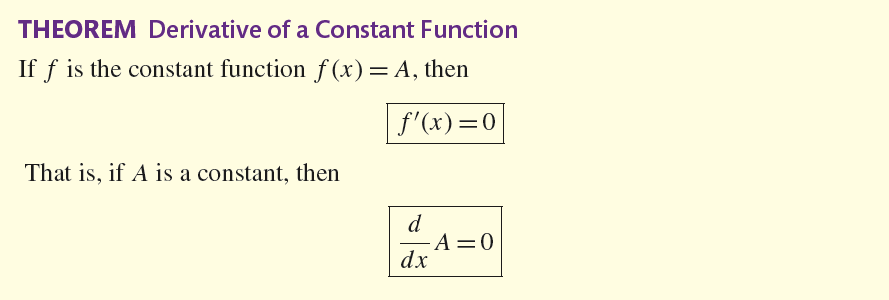 THEOREM Derivative of a Constant Function
If f is the constant function f(x) = A, then
f′(x) = 0
That is, if A is a constant, then
d/dx A = 0